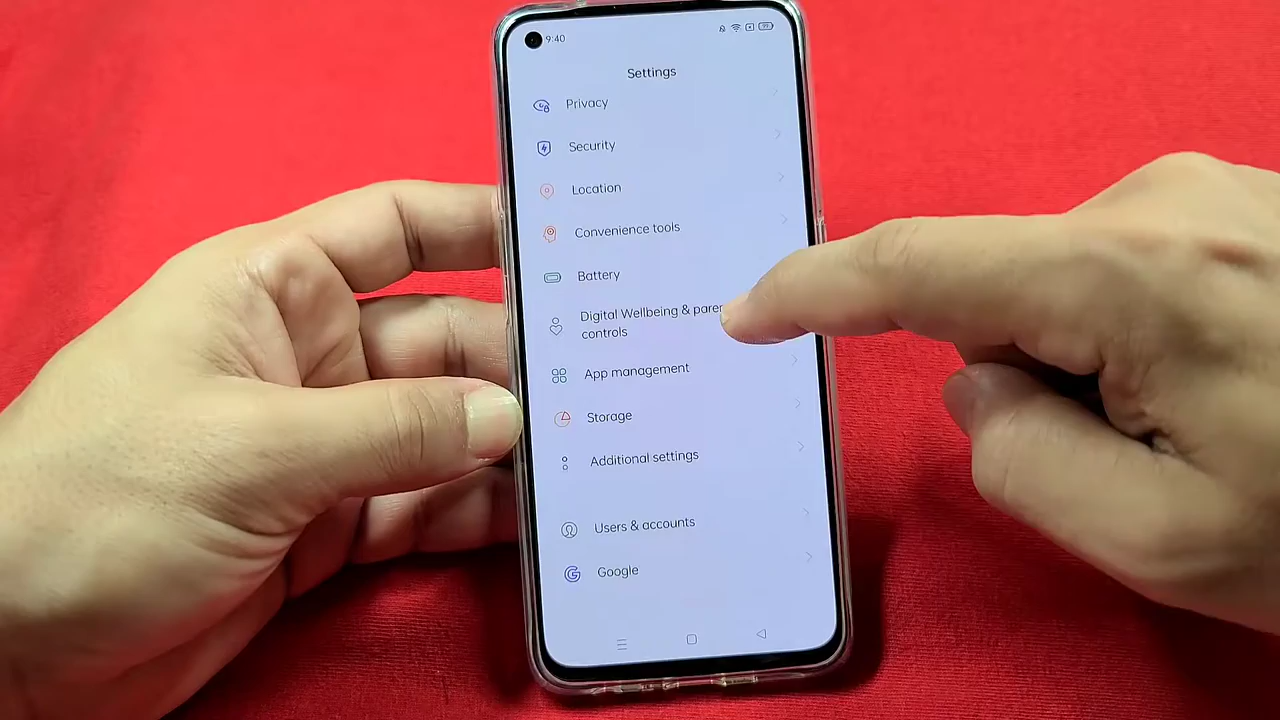 9:40
Settings
Privacy
Security
Location
Convenience tools
Battery
Digital Wellbeing &
controls
App management
Storage
Additional settings
Users & accounts
Google